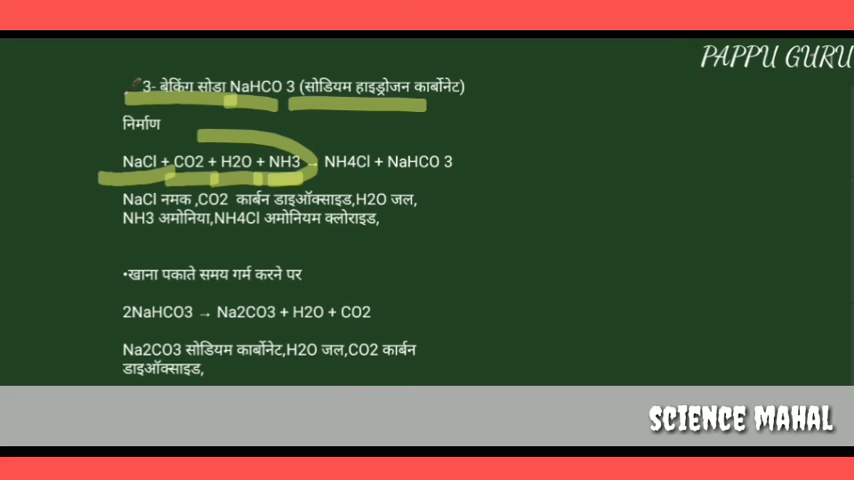 PAPPU GURU
3- बेकिंग सोडा NaHCO 3 (सोडियम हाइड्रोजन कार्बोनेट)
निर्माण
NaCl + CO2 + H2O + NH3 → NH4Cl + NaHCO 3
NaCl नमक ,CO2 कार्बन डाइऑक्साइड,H2O जल,
NH3 अमोनिया,NH4Cl अमोनियम क्लोराइड,
•खाना पकाते समय गर्म करने पर
2NaHCO3 → Na2CO3 + H2O + CO2
Na2CO3 सोडियम कार्बोनेट,H2O जल,CO2 कार्बन
डाइऑक्साइड,
SCIENCE MAHAL